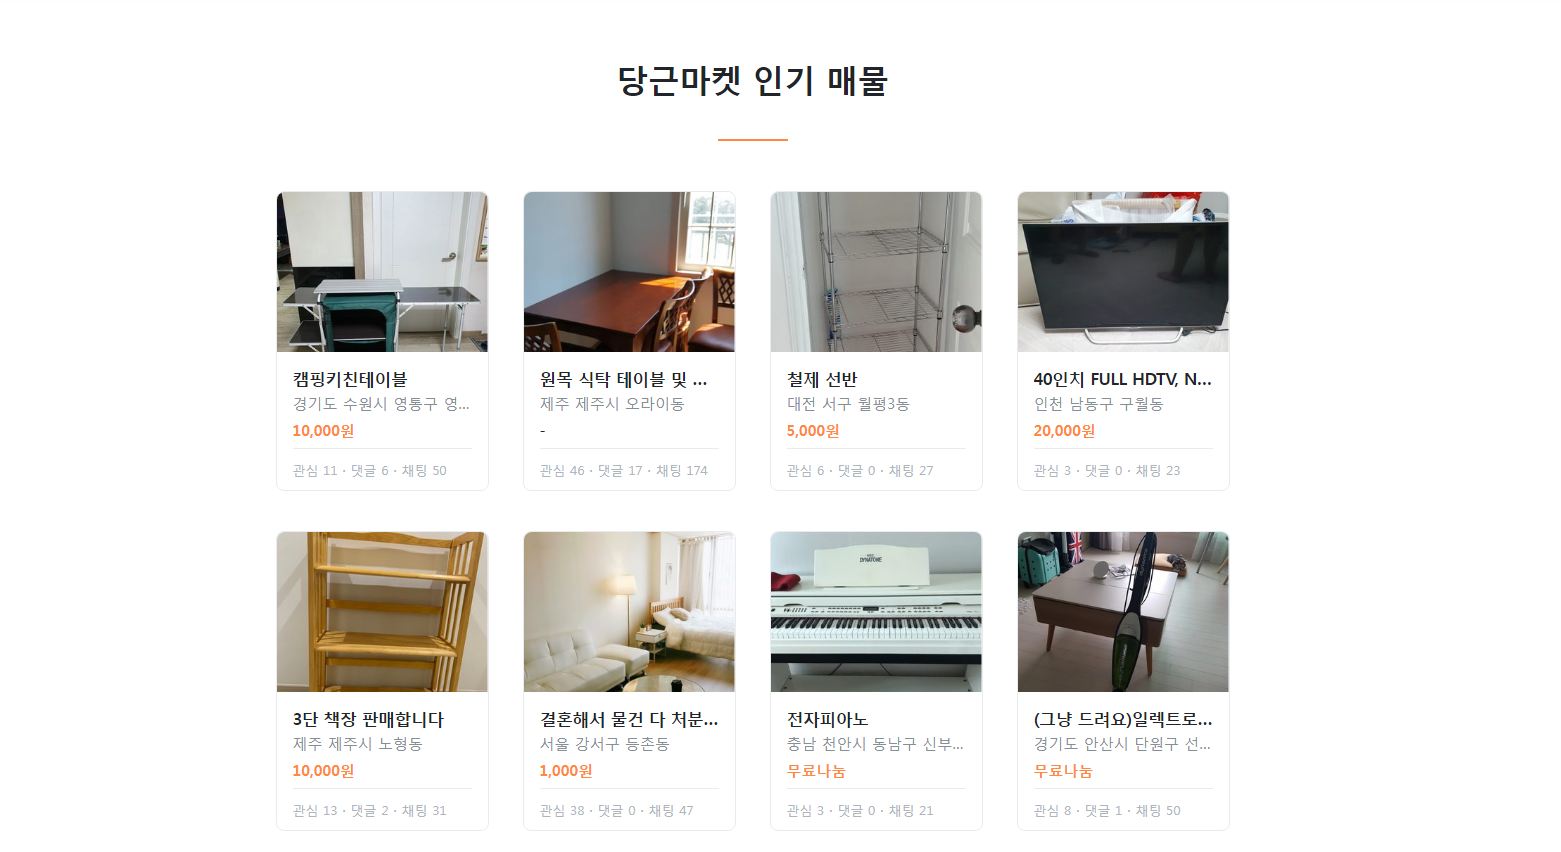 당근마켓 인기 매물
캠핑키친테이블
경기도 수원시 영통구 영...
10,000원
관심 11 · 댓글 6 · 채팅 50
원목 식탁 테이블 및 ...
제주 제주시 오라이동
-
관심 46 · 댓글 17 · 채팅 174
철제 선반
대전 서구 월평3동
5,000원
관심 6 · 댓글 0 · 채팅 27
40인치 FULL HDTV, N...
인천 남동구 구월동
20,000원
관심 3 · 댓글 0 · 채팅 23
3단 책장 판매합니다
제주 제주시 노형동
10,000원
관심 13 · 댓글 2 · 채팅 31
결혼해서 물건 다 처분...
서울 강서구 등촌동
1,000원
관심 38 · 댓글 0 · 채팅 47
DYNATONE
전자피아노
충남 천안시 동남구 신부...
무료나눔
관심 3 · 댓글 0 · 채팅 21
(그냥 드려요)일렉트로...
경기도 안산시 단원구 선...
무료나눔
관심 8 · 댓글 1 · 채팅 50